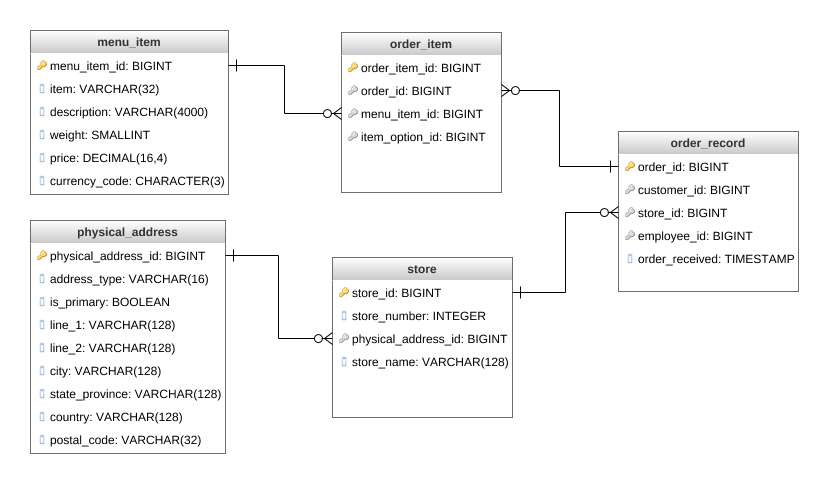 menu_item
menu_item_id: BIGINT
item: VARCHAR(32)
description: VARCHAR(4000)
weight: SMALLINT
price: DECIMAL(16,4)
currency_code: CHARACTER(3)
order_item
order_item_id: BIGINT
order_id: BIGINT
menu_item_id: BIGINT
item_option_id: BIGINT
order_record
order_id: BIGINT
customer_id: BIGINT
store_id: BIGINT
employee_id: BIGINT
order_received: TIMESTAMP
physical_address
physical_address_id: BIGINT
address_type: VARCHAR(16)
is_primary: BOOLEAN
line_1: VARCHAR(128)
line_2: VARCHAR(128)
city: VARCHAR(128)
state_province: VARCHAR(128)
country: VARCHAR(128)
postal_code: VARCHAR(32)
store
store_id: BIGINT
store_number: INTEGER
physical_address_id: BIGINT
store_name: VARCHAR(128)